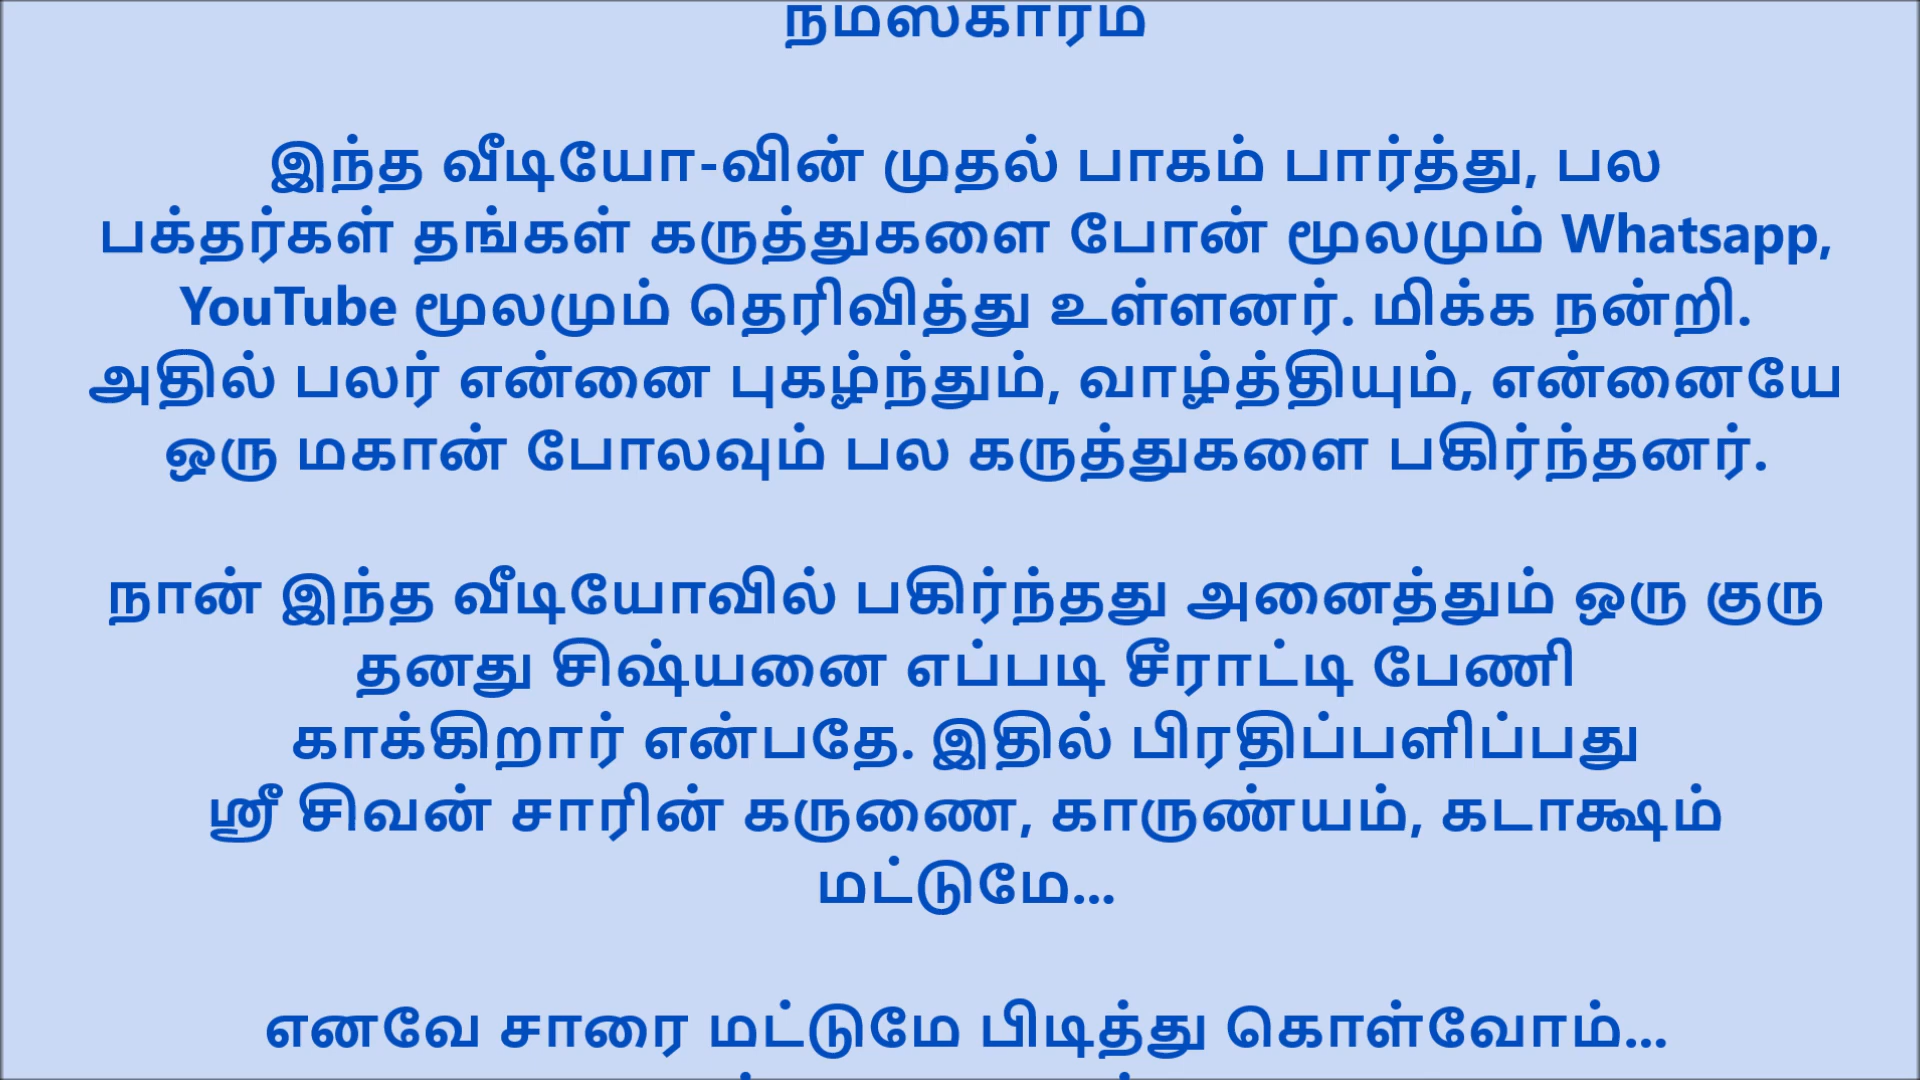 நமஸ்காரம்
இந்த வீடியோ-வின் முதல் பாகம் பார்த்து, பல
பக்தர்கள் தங்கள் கருத்துகளை போன் மூலமும் Whatsapp,
YouTube மூலமும் தெரிவித்து உள்ளனர். மிக்க நன்றி.
அதில் பலர் என்னை புகழ்ந்தும், வாழ்த்தியும், என்னையே
ஒரு மகான் போலவும் பல கருத்துகளை பகிர்ந்தனர்.
நான் இந்த வீடியோவில் பகிர்ந்தது அனைத்தும் ஒரு குரு
தனது சிஷ்யனை எப்படி சீராட்டி பேணி
காக்கிறார் என்பதே. இதில் பிரதிப்பளிப்பது
ஸ்ரீ சிவன் சாரின் கருணை, காருண்யம், கடாக்ஷம்
மட்டுமே...
எனவே சாரை மட்டுமே பிடித்து கொள்வோம்...